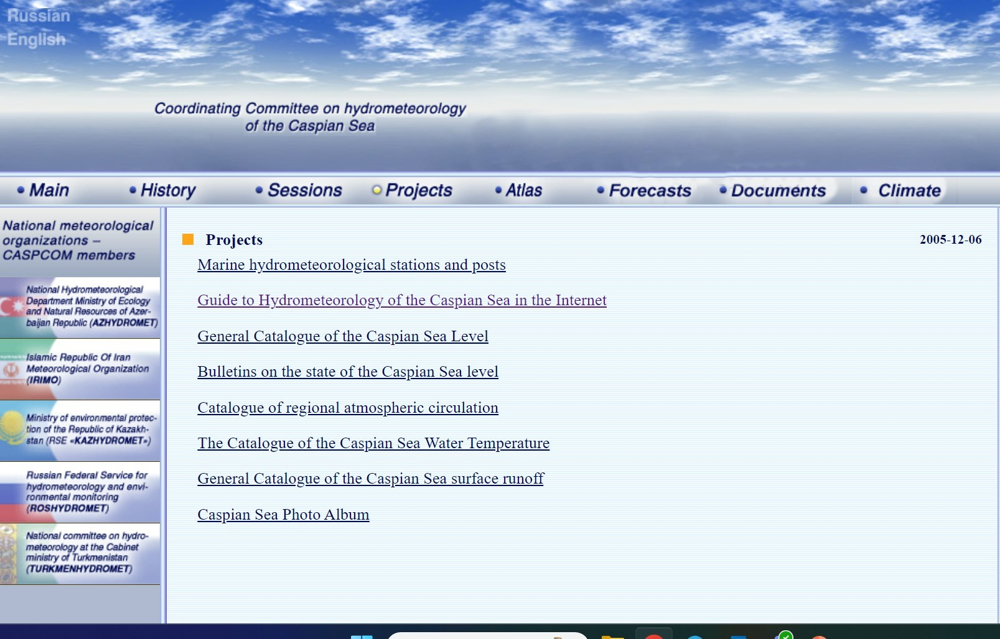 Russian
English
Coordinating Committee on hydrometeorology
of the Caspian Sea
Main
History
Sessions
Projects
Atlas
Forecasts
Documents
Climate
National meteorological
organizations –
CASPCOM members
National Hydrometeorological
Department Ministry of Ecology
and Natural Resources of Azer-
baijan Republic (AZHYDROMET)
Islamic Republic Of Iran
Meteorological Organization
(IRIMO)
Ministry of environmental protec-
tion of the Republic of Kazakh-
stan (RSE «KAZHYDROMET»)
Russian Federal Service for
hydrometeorology and envi-
ronmental monitoring
(ROSHYDROMET)
National committee on hydro-
meteorology at the Cabinet
ministry of Turkmenistan
(TURKMENHYDROMET)
Projects
2005-12-06
Marine hydrometeorological stations and posts
Guide to Hydrometeorology of the Caspian Sea in the Internet
General Catalogue of the Caspian Sea Level
Bulletins on the state of the Caspian Sea level
Catalogue of regional atmospheric circulation
The Catalogue of the Caspian Sea Water Temperature
General Catalogue of the Caspian Sea surface runoff
Caspian Sea Photo Album